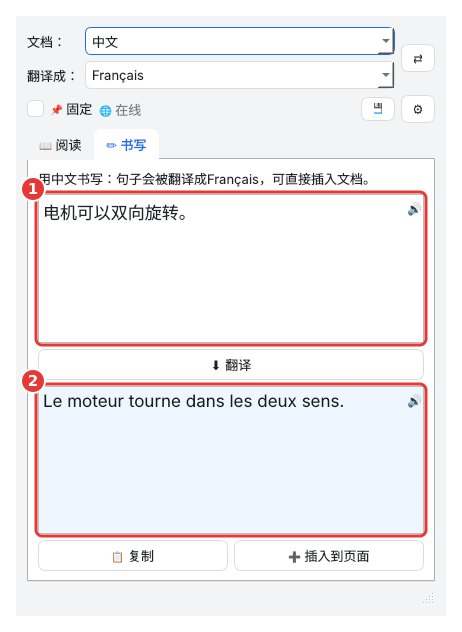 文档：
中文
翻译成：
Français
固定 在线
阅读 书写
用中文书写：句子会被翻译成Français，可直接插入文档。
1
电机可以双向旋转。
翻译
2
Le moteur tourne dans les deux sens.
复制
插入到页面